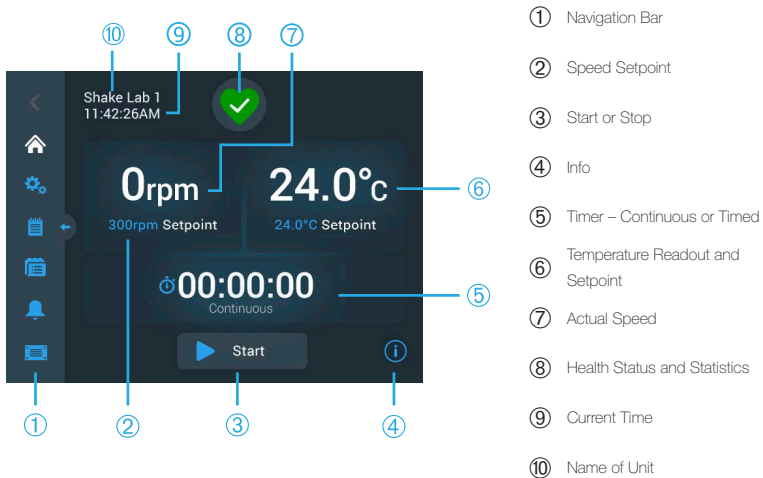 ⑩ ⑨ ⑧ ⑦
Shake Lab 1
11:42:26AM
0rpm
300rpm Setpoint
24.0°C
24.0°C Setpoint
⑥
00:00:00
Continuous
⑤
Start
① ② ③ ④
① Navigation Bar
② Speed Setpoint
③ Start or Stop
④ Info
⑤ Timer – Continuous or Timed
⑥ Temperature Readout and
Setpoint
⑦ Actual Speed
⑧ Health Status and Statistics
⑨ Current Time
⑩ Name of Unit